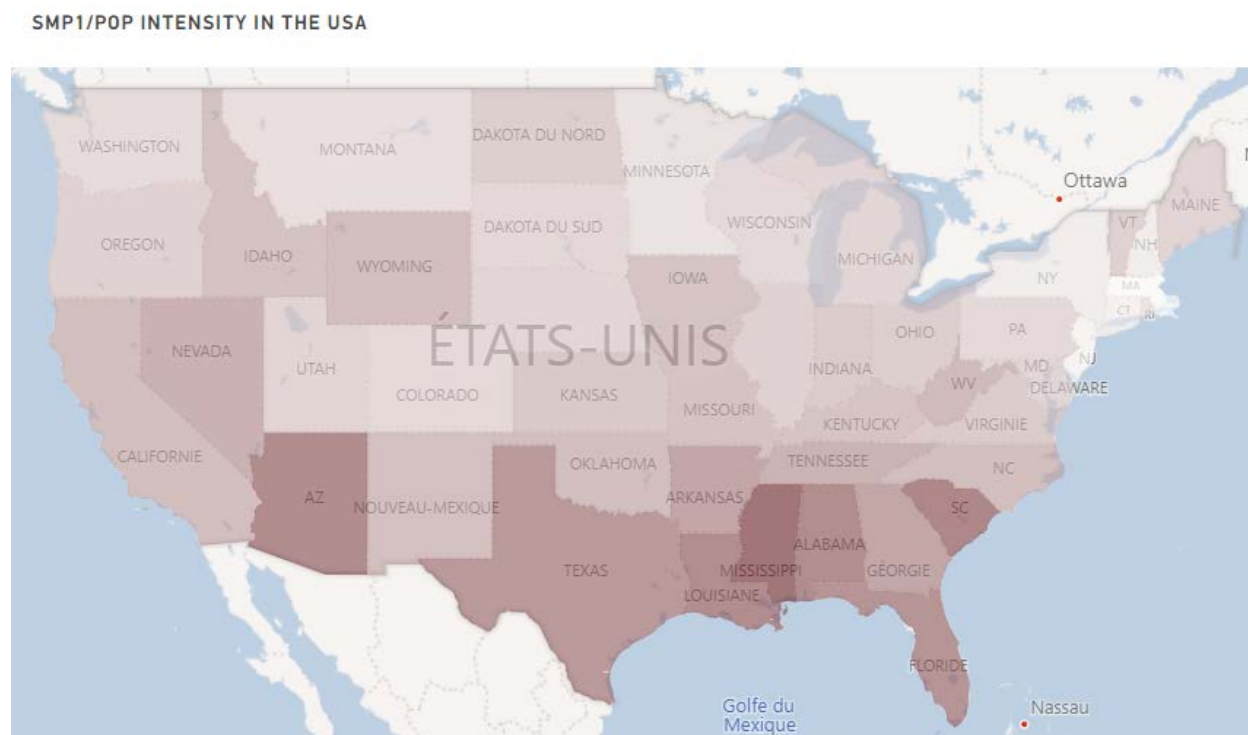 SMP1/POP INTENSITY IN THE USA
WASHINGTON
MONTANA
DAKOTA DU NORD
MINNESOTA
Ottawa
MAINE
VT
NH
OREGON
IDAHO
WYOMING
DAKOTA DU SUD
WISCONSIN
MICHIGAN
NY
MA
CT
RI
IOWA
NEVADA
UTAH
COLORADO
ÉTATS-UNIS
KANSAS
MISSOURI
INDIANA
OHIO
PA
NJ
MD
DELAWARE
WV
KENTUCKY
VIRGINIE
CALIFORNIE
AZ
NOUVEAU-MEXIQUE
OKLAHOMA
ARKANSAS
TENNESSEE
NC
SC
TEXAS
LOUISIANE
MISSISSIPPI
ALABAMA
GÉORGIE
FLORIDE
Golfe du
Mexique
Nassau